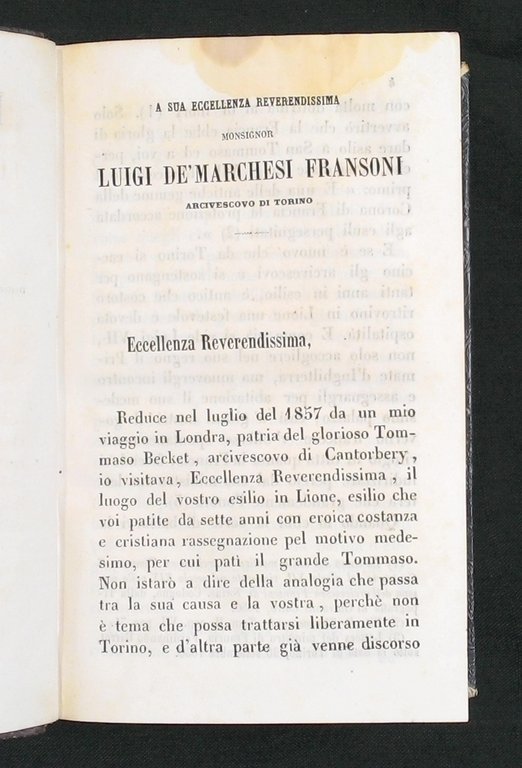 A SUA ECCELLENZA REVERENDISSIMA
MONSIGNOR
LUIGI DE' MARCHESI FRANSONI
ARCIVESCOVO DI TORINO
Eccellenza Reverendissima,
Reduce nel luglio del 1857 da un mio
viaggio in Londra, patria del glorioso Tom-
maso Becket, arcivescovo di Cantorbery,
io visitava, Eccellenza Reverendissima, il
luogo del vostro esilio in Lione, esilio che
voi patite da sette anni con eroica costanza
e cristiana rassegnazione pel motivo mede-
simo, per cui patì il grande Tommaso.
Non istarò a dire della analogia che passa
tra la sua causa e la vostra, perchè non
è tema che possa trattarsi liberamente in
Torino, e d'altra parte già venne discorso